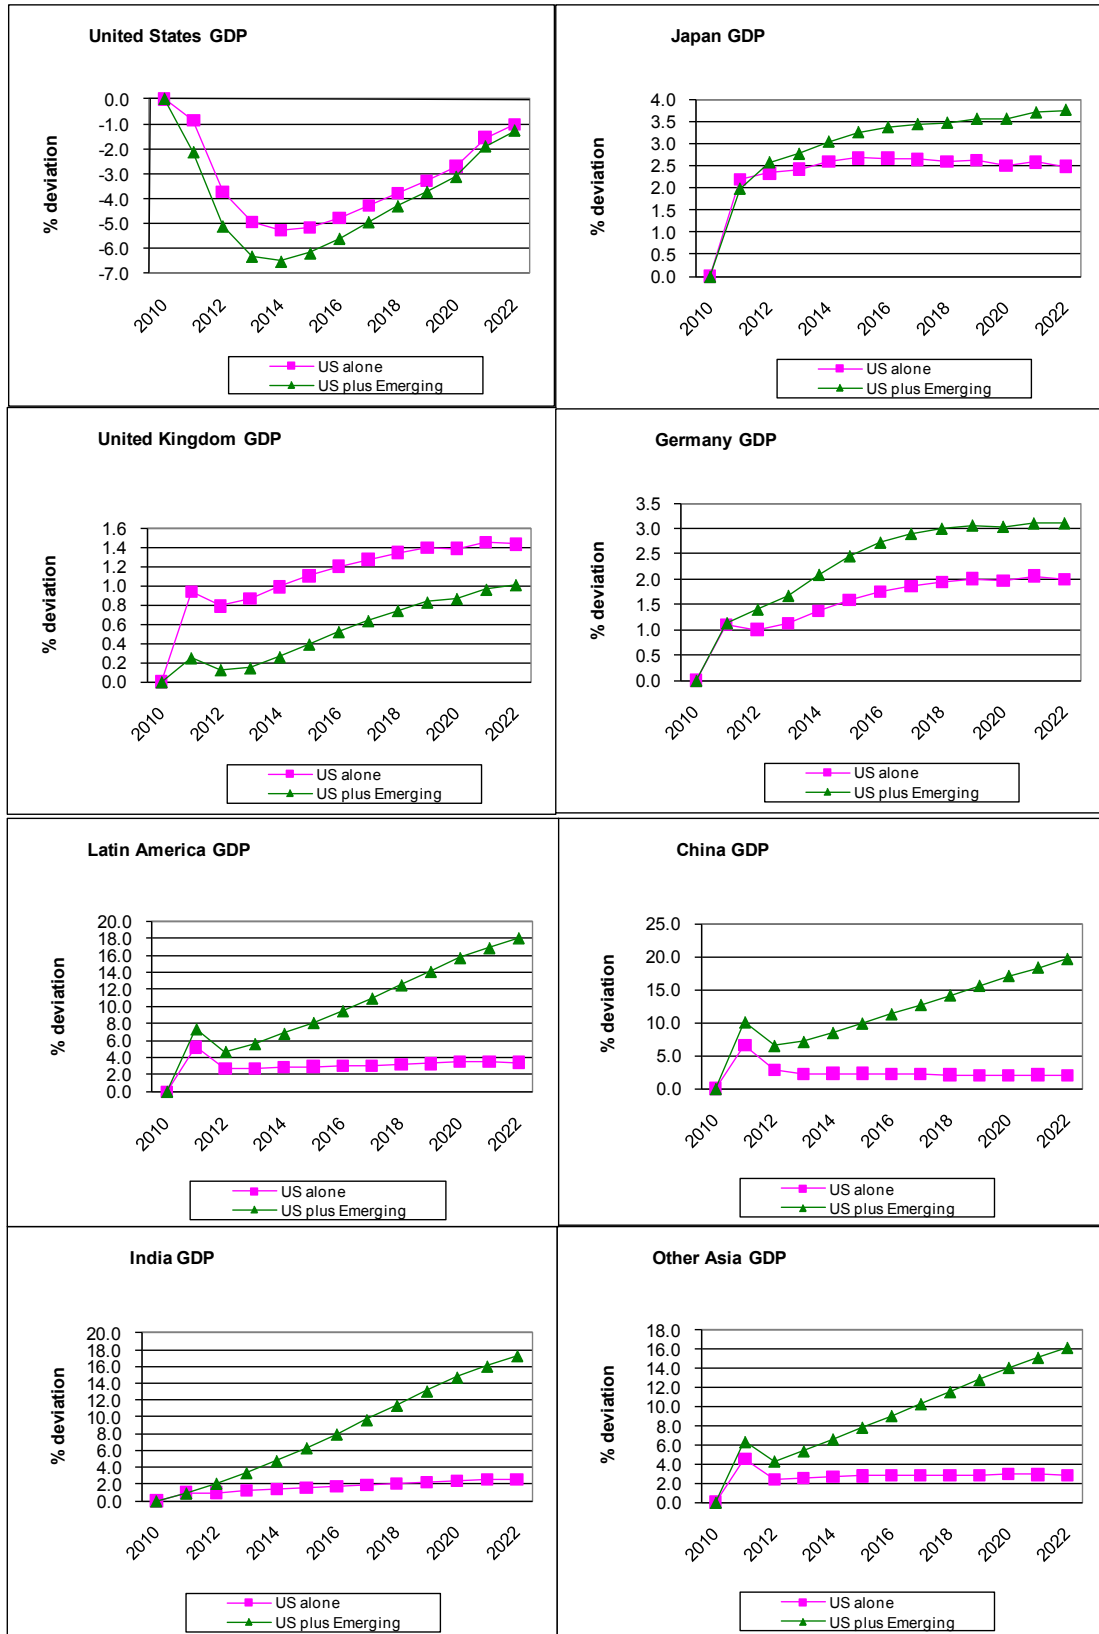 United States GDP
% deviation
0.0
-1.0
-2.0
-3.0
-4.0
-5.0
-6.0
-7.0
2010 2012 2014 2016 2018 2020 2022
US alone
US plus Emerging
Japan GDP
% deviation
4.0
3.5
3.0
2.5
2.0
1.5
1.0
0.5
0.0
2010 2012 2014 2016 2018 2020 2022
US alone
US plus Emerging
United Kingdom GDP
% deviation
1.6
1.4
1.2
1.0
0.8
0.6
0.4
0.2
0.0
2010 2012 2014 2016 2018 2020 2022
US alone
US plus Emerging
Germany GDP
% deviation
3.5
3.0
2.5
2.0
1.5
1.0
0.5
0.0
2010 2012 2014 2016 2018 2020 2022
US alone
US plus Emerging
Latin America GDP
% deviation
20.0
18.0
16.0
14.0
12.0
10.0
8.0
6.0
4.0
2.0
0.0
2010 2012 2014 2016 2018 2020 2022
US alone
US plus Emerging
China GDP
% deviation
25.0
20.0
15.0
10.0
5.0
0.0
2010 2012 2014 2016 2018 2020 2022
US alone
US plus Emerging
India GDP
% deviation
20.0
18.0
16.0
14.0
12.0
10.0
8.0
6.0
4.0
2.0
0.0
2010 2012 2014 2016 2018 2020 2022
US alone
US plus Emerging
Other Asia GDP
% deviation
18.0
16.0
14.0
12.0
10.0
8.0
6.0
4.0
2.0
0.0
2010 2012 2014 2016 2018 2020 2022
US alone
US plus Emerging